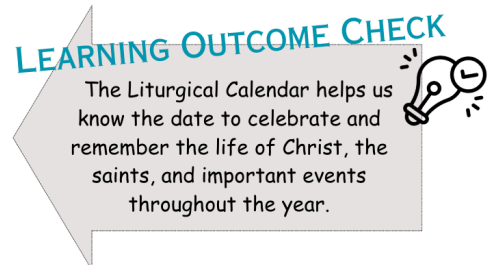 LEARNING OUTCOME CHECK
The Liturgical Calendar helps us
know the date to celebrate and
remember the life of Christ, the
saints, and important events
throughout the year.